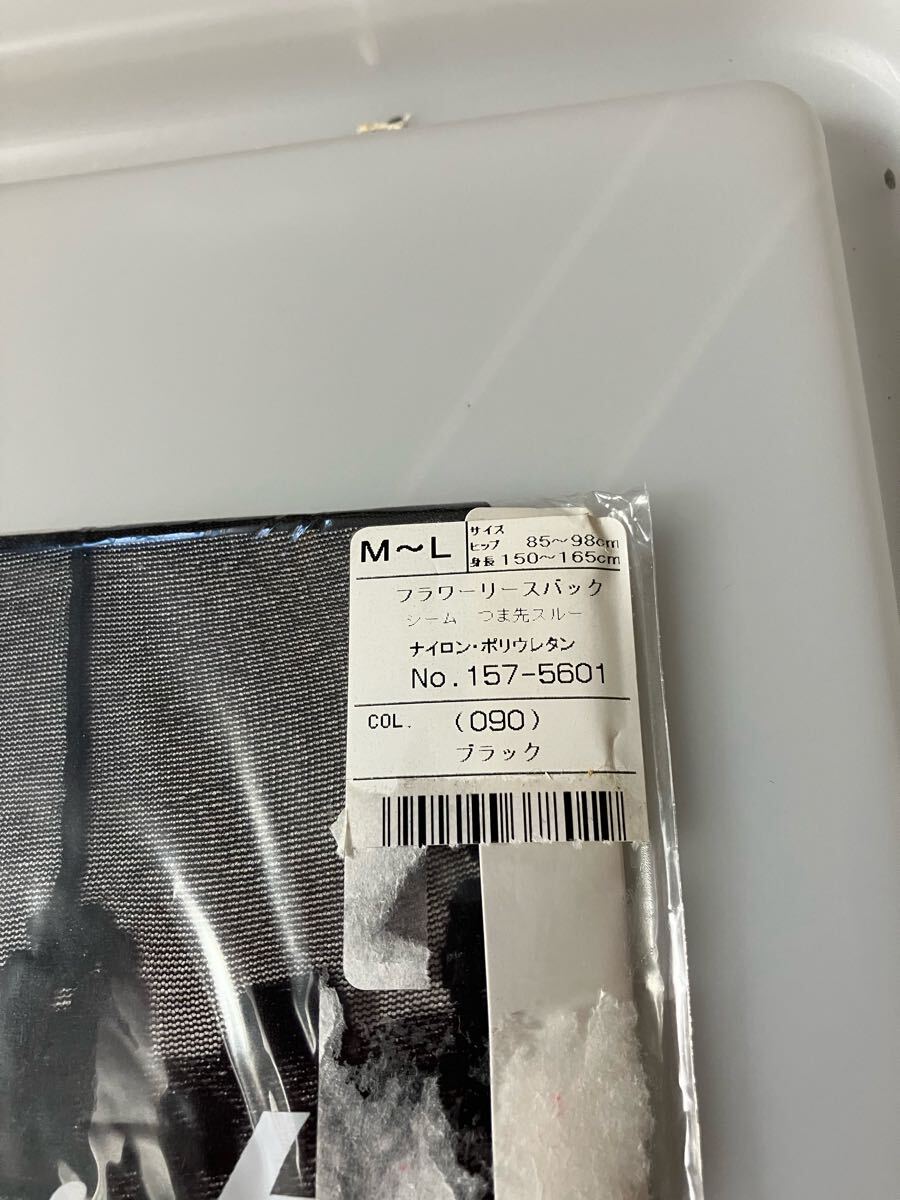 M～L
サイズ
ヒップ 85～98cm
身長 150～165cm
フラワーリースバック
シーム つま先スルー
ナイロン・ポリウレタン
No.157-5601
COL. (090)
ブラック